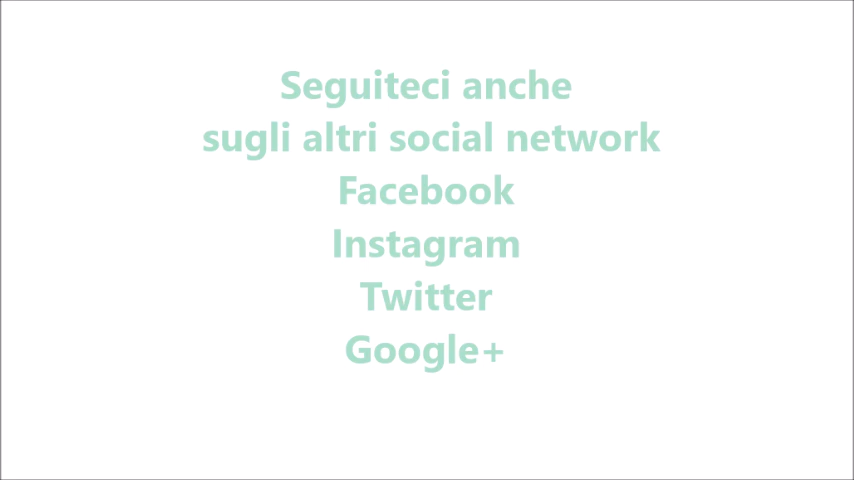 Seguiteci anche
sugli altri social network
Facebook
Instagram
Twitter
Google+